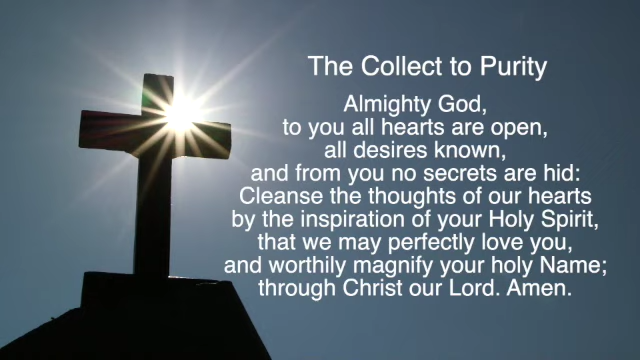 The Collect to Purity
Almighty God,
to you all hearts are open,
all desires known,
and from you no secrets are hid:
Cleanse the thoughts of our hearts
by the inspiration of your Holy Spirit,
that we may perfectly love you,
and worthily magnify your holy Name;
through Christ our Lord. Amen.